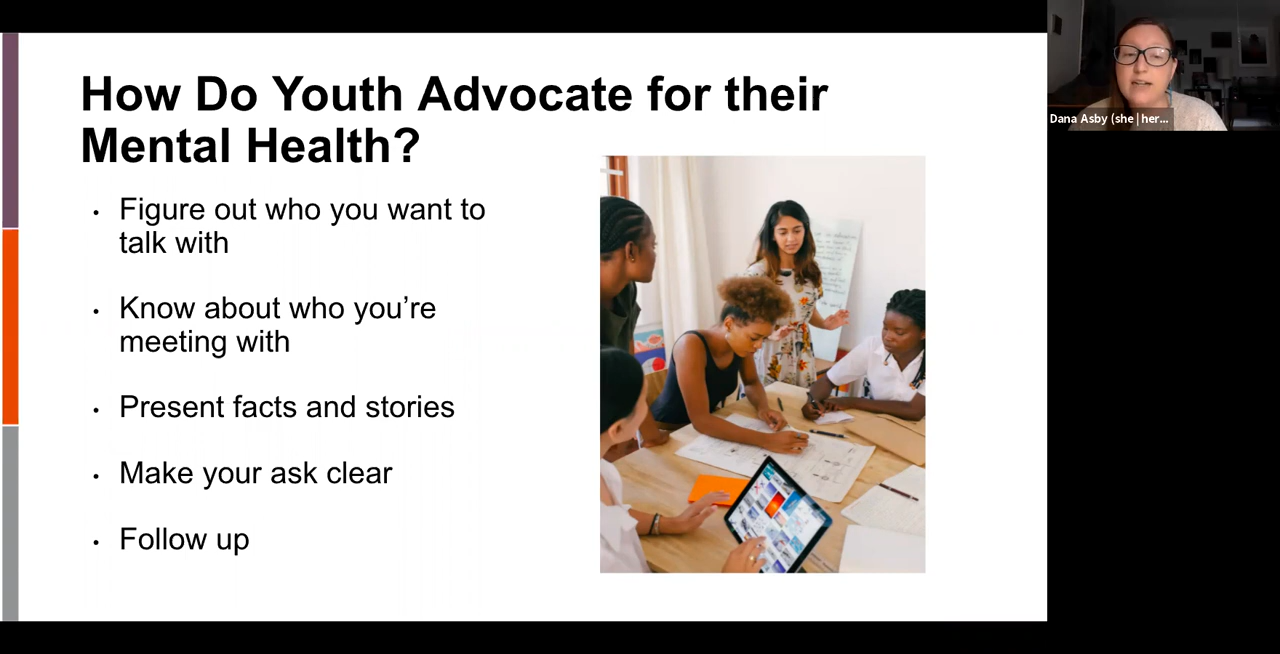 How Do Youth Advocate for their
Mental Health?
• Figure out who you want to
talk with
• Know about who you’re
meeting with
• Present facts and stories
• Make your ask clear
• Follow up
Dana Asby (she|her...